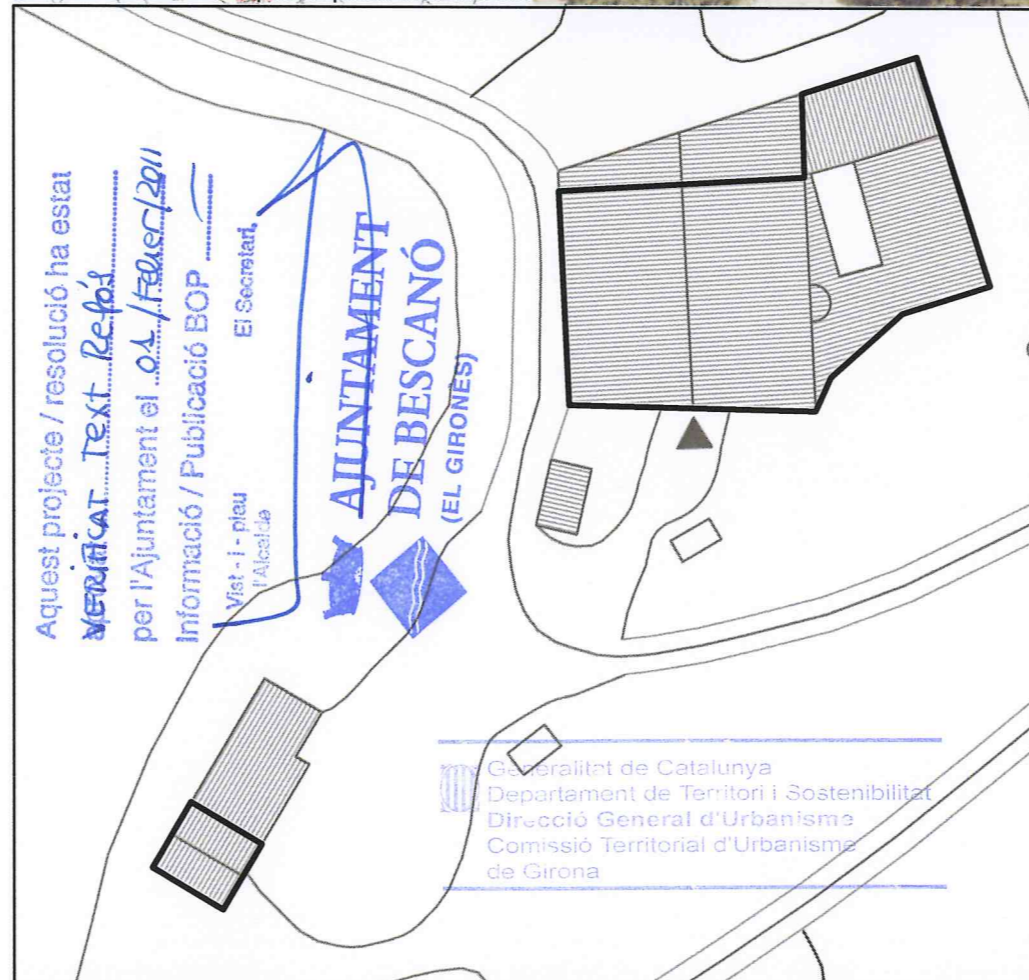 Aquest projecte / resolució ha estat
VERIFICAT Text Refós
per l'Ajuntament el 01/Febrer/2011
Informació / Publicació BOP
Vist - i - plau
l'Alcalde
El Secretari,
AJUNTAMENT
DE BESCANÓ
(EL GIRONÈS)
Generalitat de Catalunya
Departament de Territori i Sostenibilitat
Direcció General d'Urbanisme
Comissió Territorial d'Urbanisme
de Girona